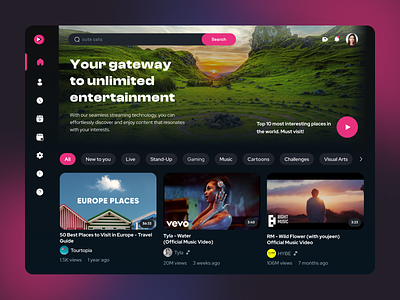 cute cats
Search
Your gateway
to unlimited
entertainment
With our seamless streaming technology, you can
effortlessly discover and enjoy content that resonates
with your interests.
Top 10 most interesting places in
the world. Must visit!
All
New to you
Live
Stand-Up
Gaming
Music
Cartoons
Challenges
Visual Arts
EUROPE PLACES
vevo
3:40
BIGHIT
MUSIC
3:23
50 Best Places to Visit in Europe - Travel
Guide
Tourtopia
1.5K views 1 year ago
Tyla - Water
(Official Music Video)
Tyla
20M views 3 weeks ago
RM - Wild Flower (with youjeen)
Official Music Video
HYBE
106M views 7 months ago